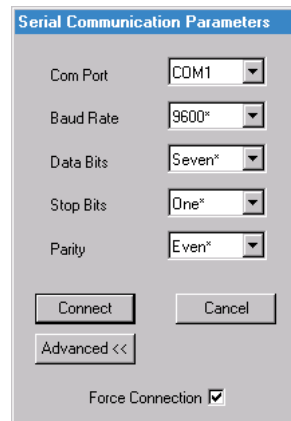 Serial Communication Parameters
Com Port COM1
Baud Rate 9600*
Data Bits Seven*
Stop Bits One*
Parity Even*
Connect Cancel
Advanced <<
Force Connection